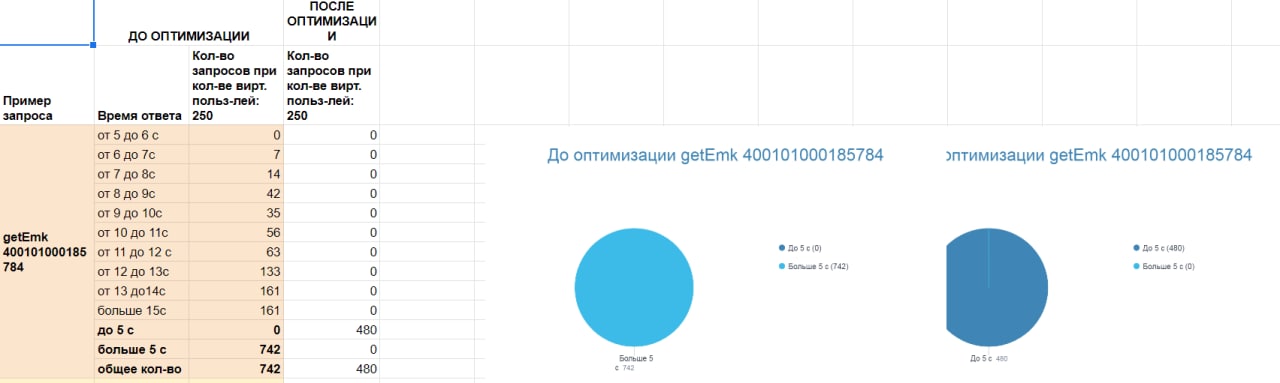 ДО ОПТИМИЗАЦИИ
ПОСЛЕ
ОПТИМИЗАЦИ
И
Пример
запроса
Время ответа
Кол-во
запросов при
кол-ве вирт.
польз-лей:
250
Кол-во
запросов при
кол-ве вирт.
польз-лей:
250
getEmk
400101000185
784
от 5 до 6 с 0 0
от 6 до 7с 7 0
от 7 до 8с 14 0
от 8 до 9с 42 0
от 9 до 10с 35 0
от 10 до 11с 56 0
от 11 до 12 с 63 0
от 12 до 13с 133 0
от 13 до14с 161 0
больше 15с 161 0
до 5 с 0 480
больше 5 с 742 0
общее кол-во 742 480
До оптимизации getEmk 400101000185784
До 5 с (0)
Больше 5 с (742)
Больше 5
с 742
оптимизации getEmk 400101000185784
До 5 с (480)
Больше 5 с (0)
До 5 с 480